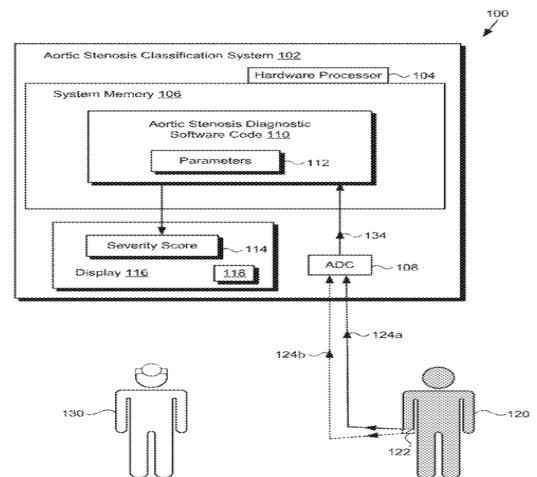 100
Aortic Stenosis Classification System 102
Hardware Processor
104
System Memory 106
Aortic Stenosis Diagnostic
Software Code 110
Parameters
112
134
Severity Score
114
Display 116
118
ADC
108
124a
124b
130
120
122